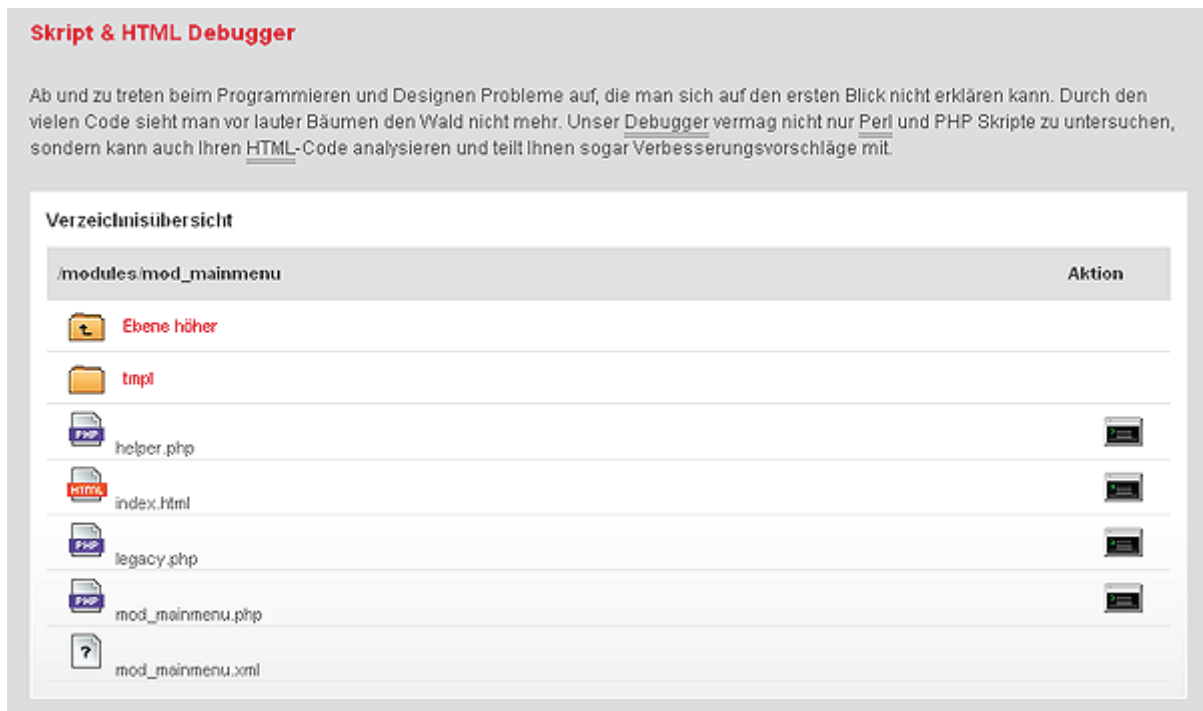 Skript & HTML Debugger
Ab und zu treten beim Programmieren und Designen Probleme auf, die man sich auf den ersten Blick nicht erklären kann. Durch den
vielen Code sieht man vor lauter Bäumen den Wald nicht mehr. Unser Debugger vermag nicht nur Perl und PHP Skripte zu untersuchen,
sondern kann auch Ihren HTML-Code analysieren und teilt Ihnen sogar Verbesserungsvorschläge mit.
Verzeichnisübersicht
/modules/mod_mainmenu Aktion
Ebene höher
tmpl
PHP helper.php
HTML index.html
PHP legacy.php
PHP mod_mainmenu.php
? mod_mainmenu.xml